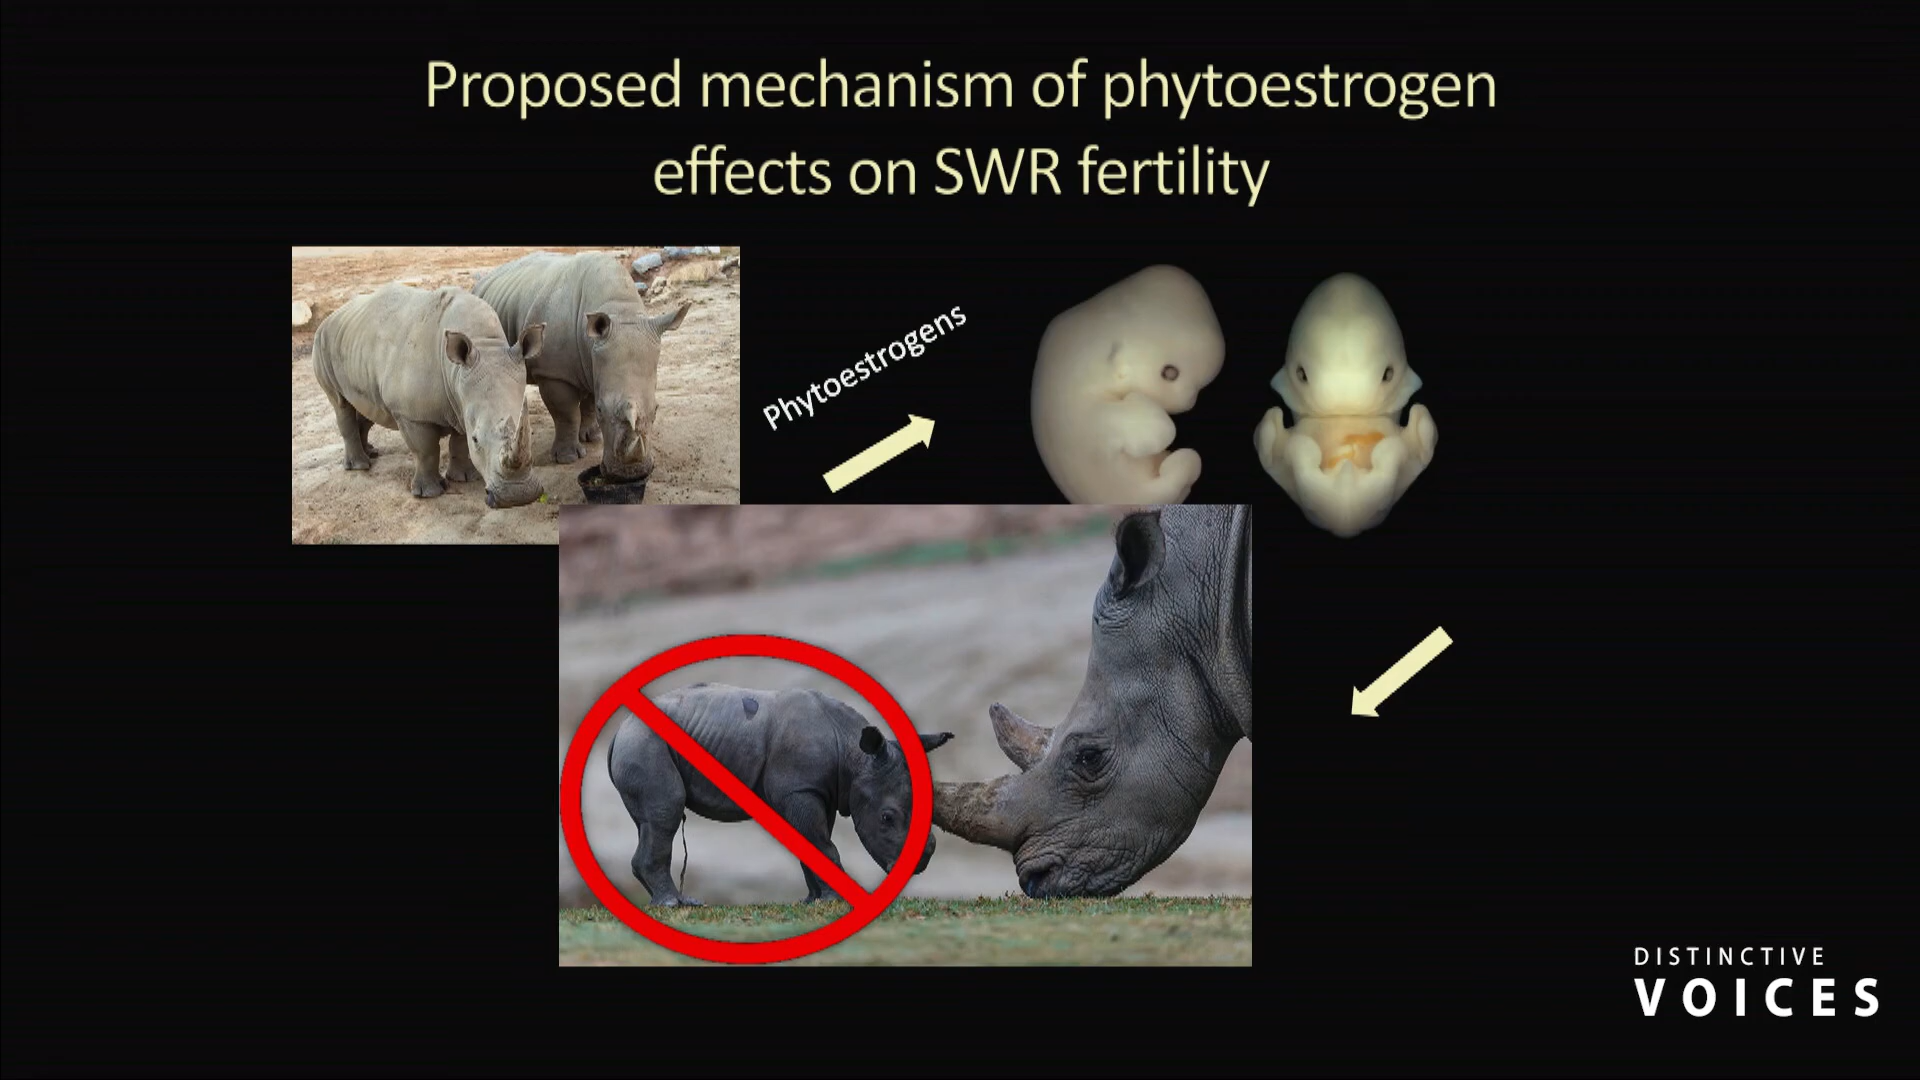 Proposed mechanism of phytoestrogen
effects on SWR fertility
Phytoestrogens
DISTINCTIVE
VOICES